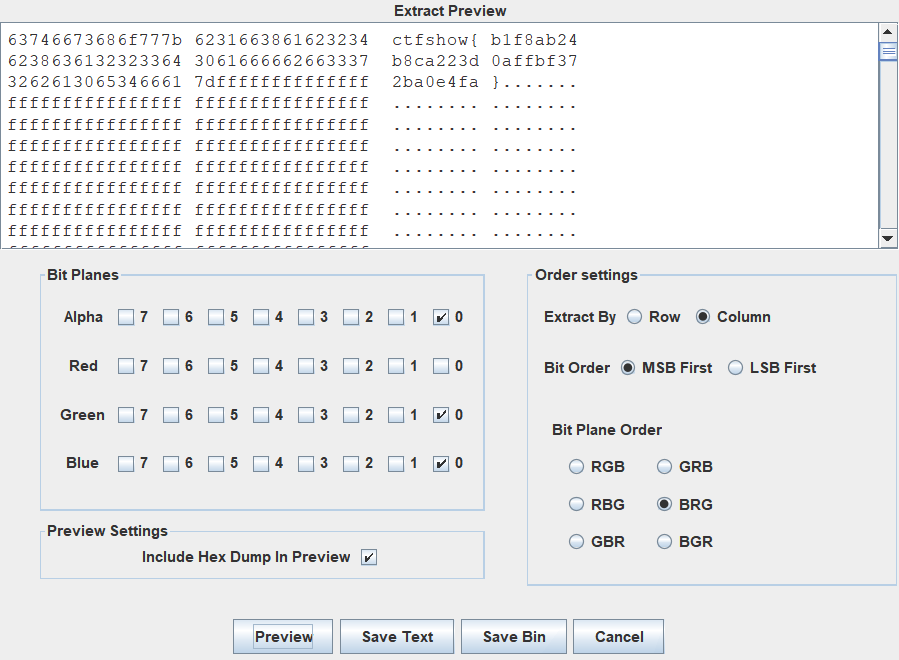 Extract Preview
63746673686f777b 6231663861623234 ctfshow{ b1f8ab24
6238636132323364 3061666662663337 b8ca223d 0affbf37
3262613065346661 7dffffffffffffff 2ba0e4fa }.......
ffffffffffffffff ffffffffffffffff ........ ........
ffffffffffffffff ffffffffffffffff ........ ........
ffffffffffffffff ffffffffffffffff ........ ........
ffffffffffffffff ffffffffffffffff ........ ........
ffffffffffffffff ffffffffffffffff ........ ........
ffffffffffffffff ffffffffffffffff ........ ........
ffffffffffffffff ffffffffffffffff ........ ........
Bit Planes
Alpha 7 6 5 4 3 2 1 0
Red 7 6 5 4 3 2 1 0
Green 7 6 5 4 3 2 1 0
Blue 7 6 5 4 3 2 1 0
Preview Settings
Include Hex Dump In Preview
Order settings
Extract By Row Column
Bit Order MSB First LSB First
Bit Plane Order
RGB GRB
RBG BRG
GBR BGR
Preview Save Text Save Bin Cancel